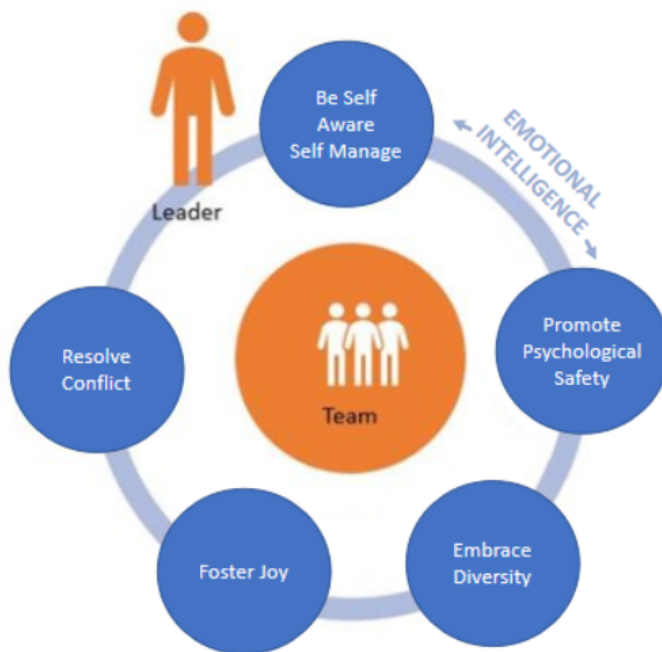 Be Self
Aware
Self Manage
EMOTIONAL
INTELLIGENCE
Leader
Promote
Psychological
Safety
Resolve
Conflict
Team
Embrace
Diversity
Foster Joy